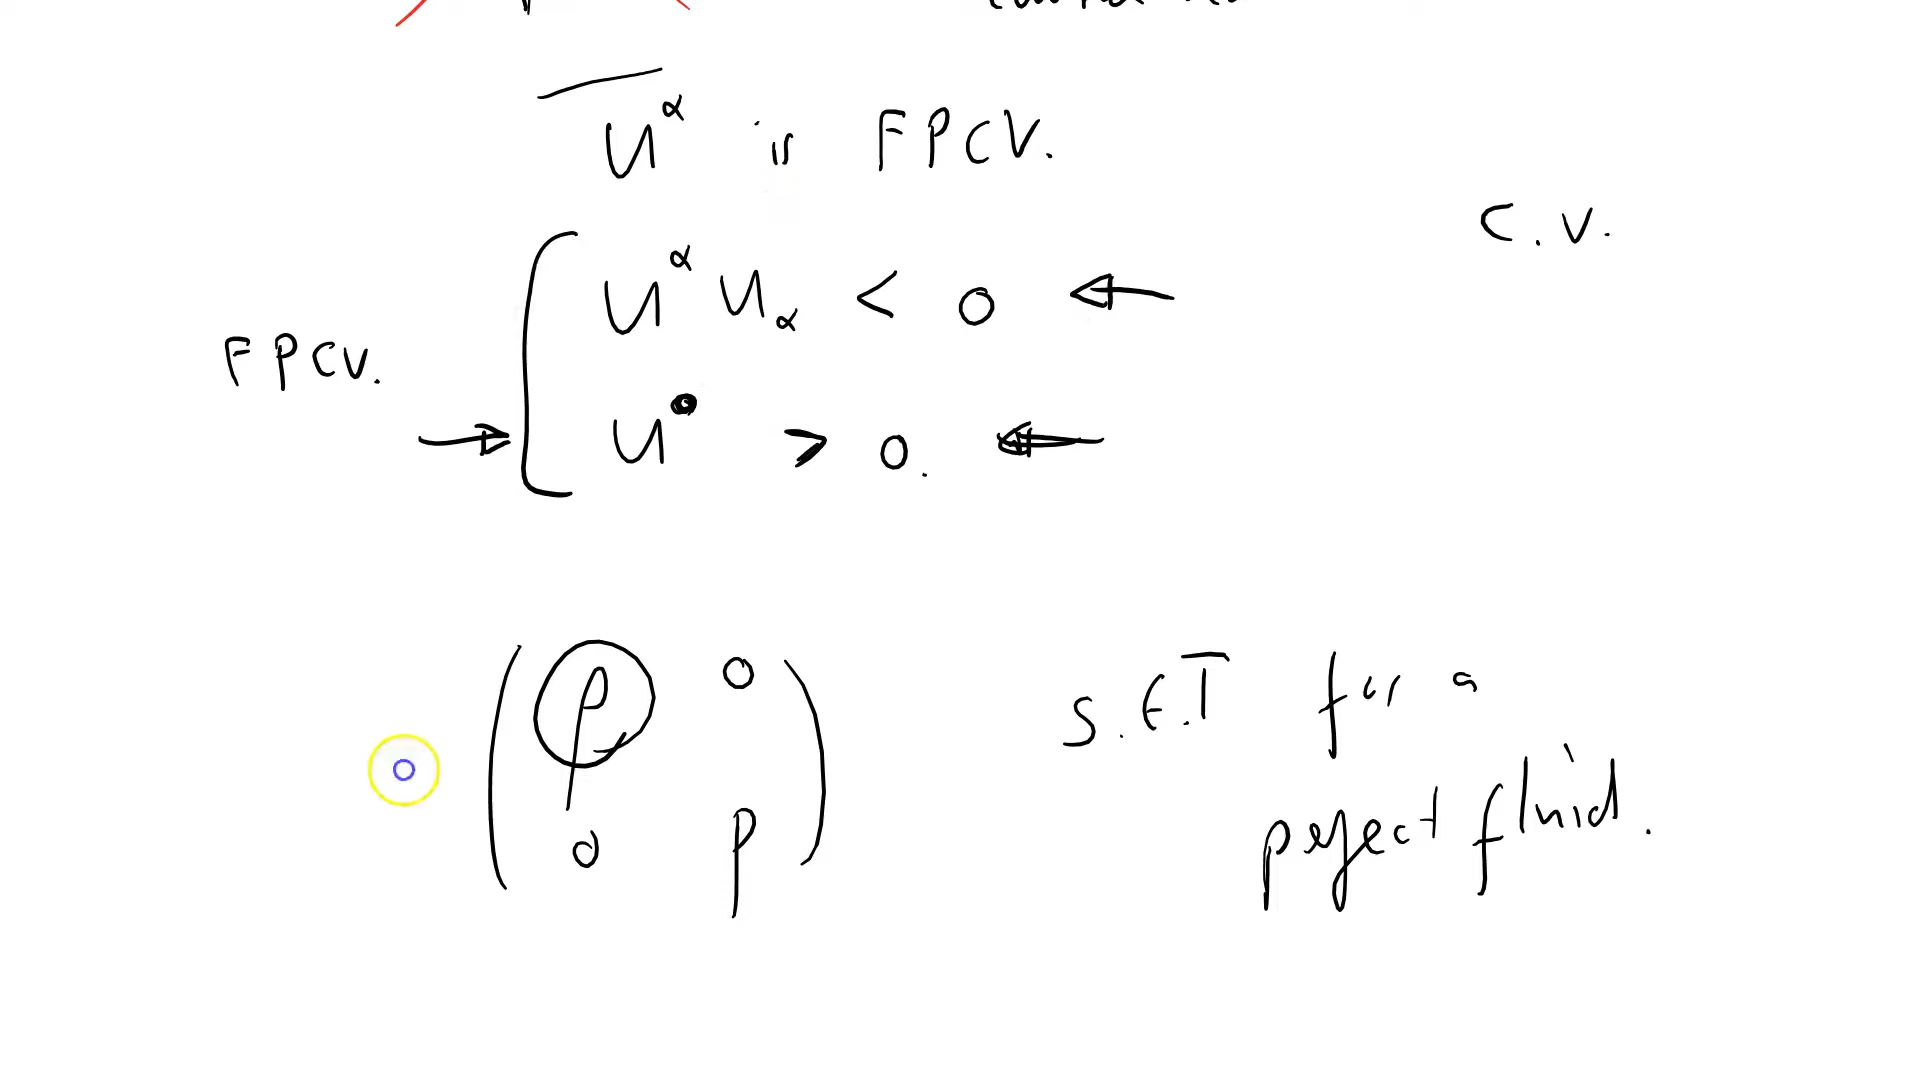 U^α is FPCV.
C.V.
U^α U_α < 0
FPCV.
U^0 > 0.
ρ 0
0 p
S.E.T for a
perfect fluid.